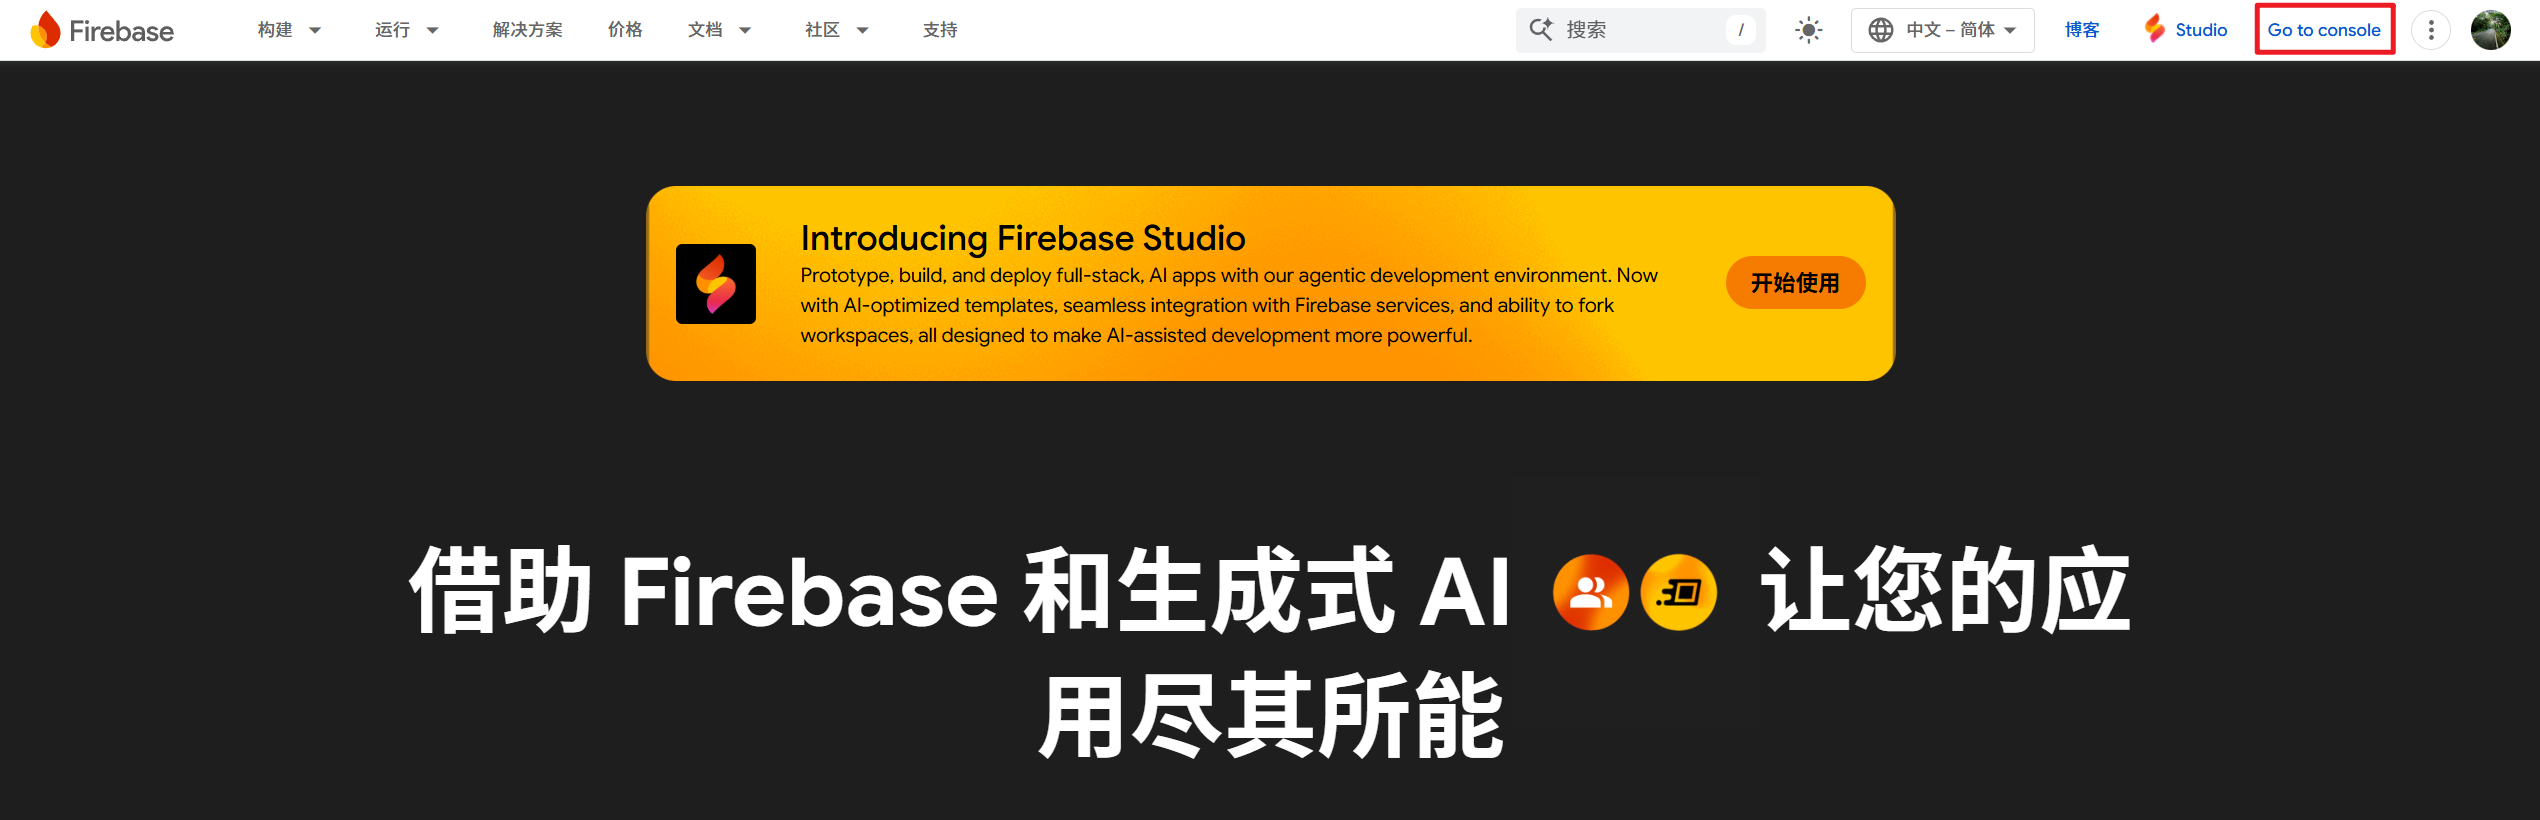 Firebase 构建 运行 解决方案 价格 文档 社区 支持 搜索 / 中文 – 简体 博客 Studio Go to console
Introducing Firebase Studio
Prototype, build, and deploy full-stack, AI apps with our agentic development environment. Now
with AI-optimized templates, seamless integration with Firebase services, and ability to fork
workspaces, all designed to make AI-assisted development more powerful.
开始使用
借助 Firebase 和生成式 AI 让您的应
用尽其所能